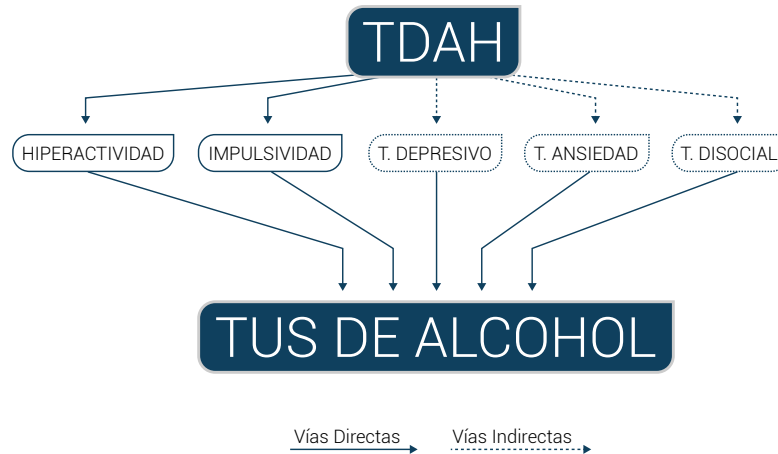 TDAH
HIPERACTIVIDAD
IMPULSIVIDAD
T. DEPRESIVO
T. ANSIEDAD
T. DISOCIAL
TUS DE ALCOHOL
Vías Directas
Vías Indirectas